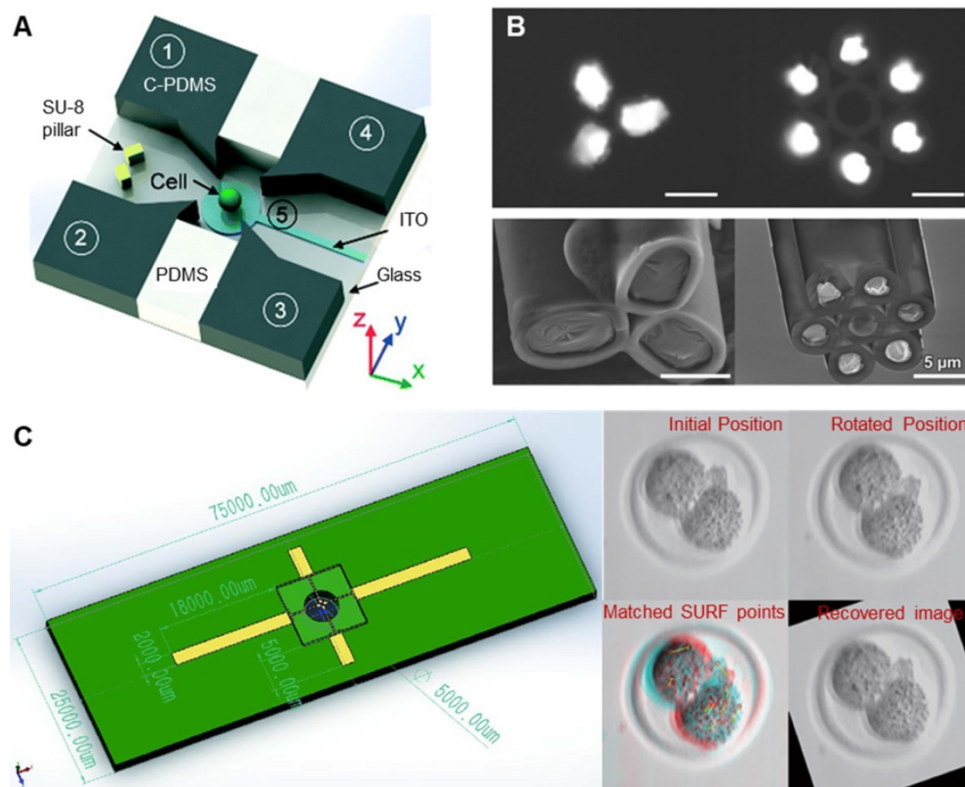 A
1
C-PDMS
4
SU-8
pillar
Cell
5
ITO
2
PDMS
3
Glass
z
y
x
B
5 μm
C
75000.00um
18000.00um
2000.00um
25000.00um
5000.00um
5000.00um
Initial Position
Rotated Position
Matched SURF points
Recovered image